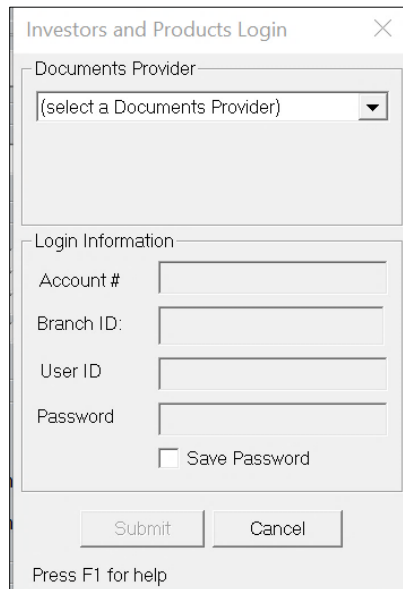 Investors and Products Login
Documents Provider
(select a Documents Provider)
Login Information
Account #
Branch ID:
User ID
Password
Save Password
Submit Cancel
Press F1 for help